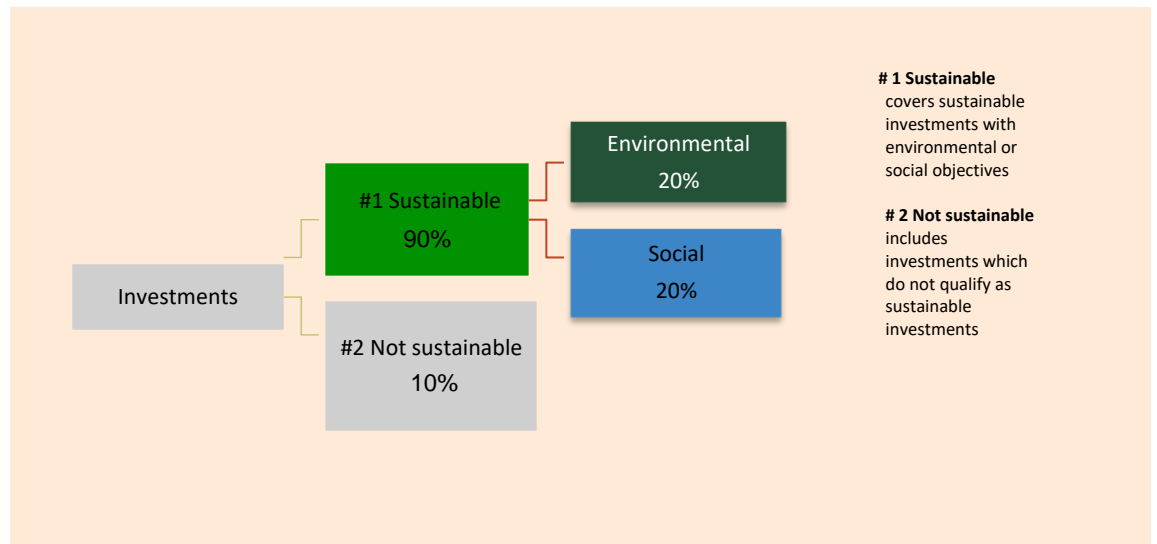 Investments
#1 Sustainable
90%
#2 Not sustainable
10%
Environmental
20%
Social
20%
# 1 Sustainable
covers sustainable
investments with
environmental or
social objectives
# 2 Not sustainable
includes
investments which
do not qualify as
sustainable
investments